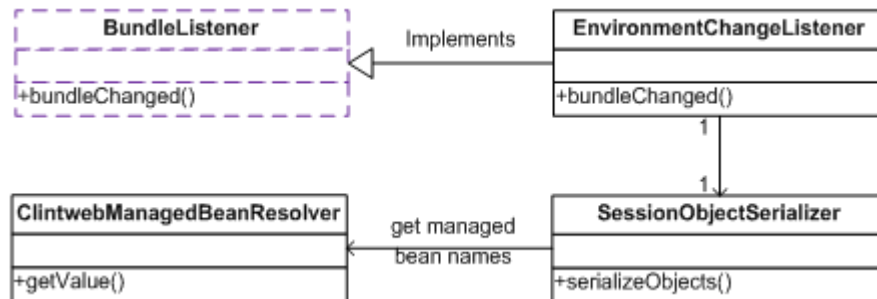 BundleListener
+bundleChanged()
Implements
EnvironmentChangeListener
+bundleChanged()
1
1
ClintwebManagedBeanResolver
+getValue()
get managed
bean names
SessionObjectSerializer
+serializeObjects()